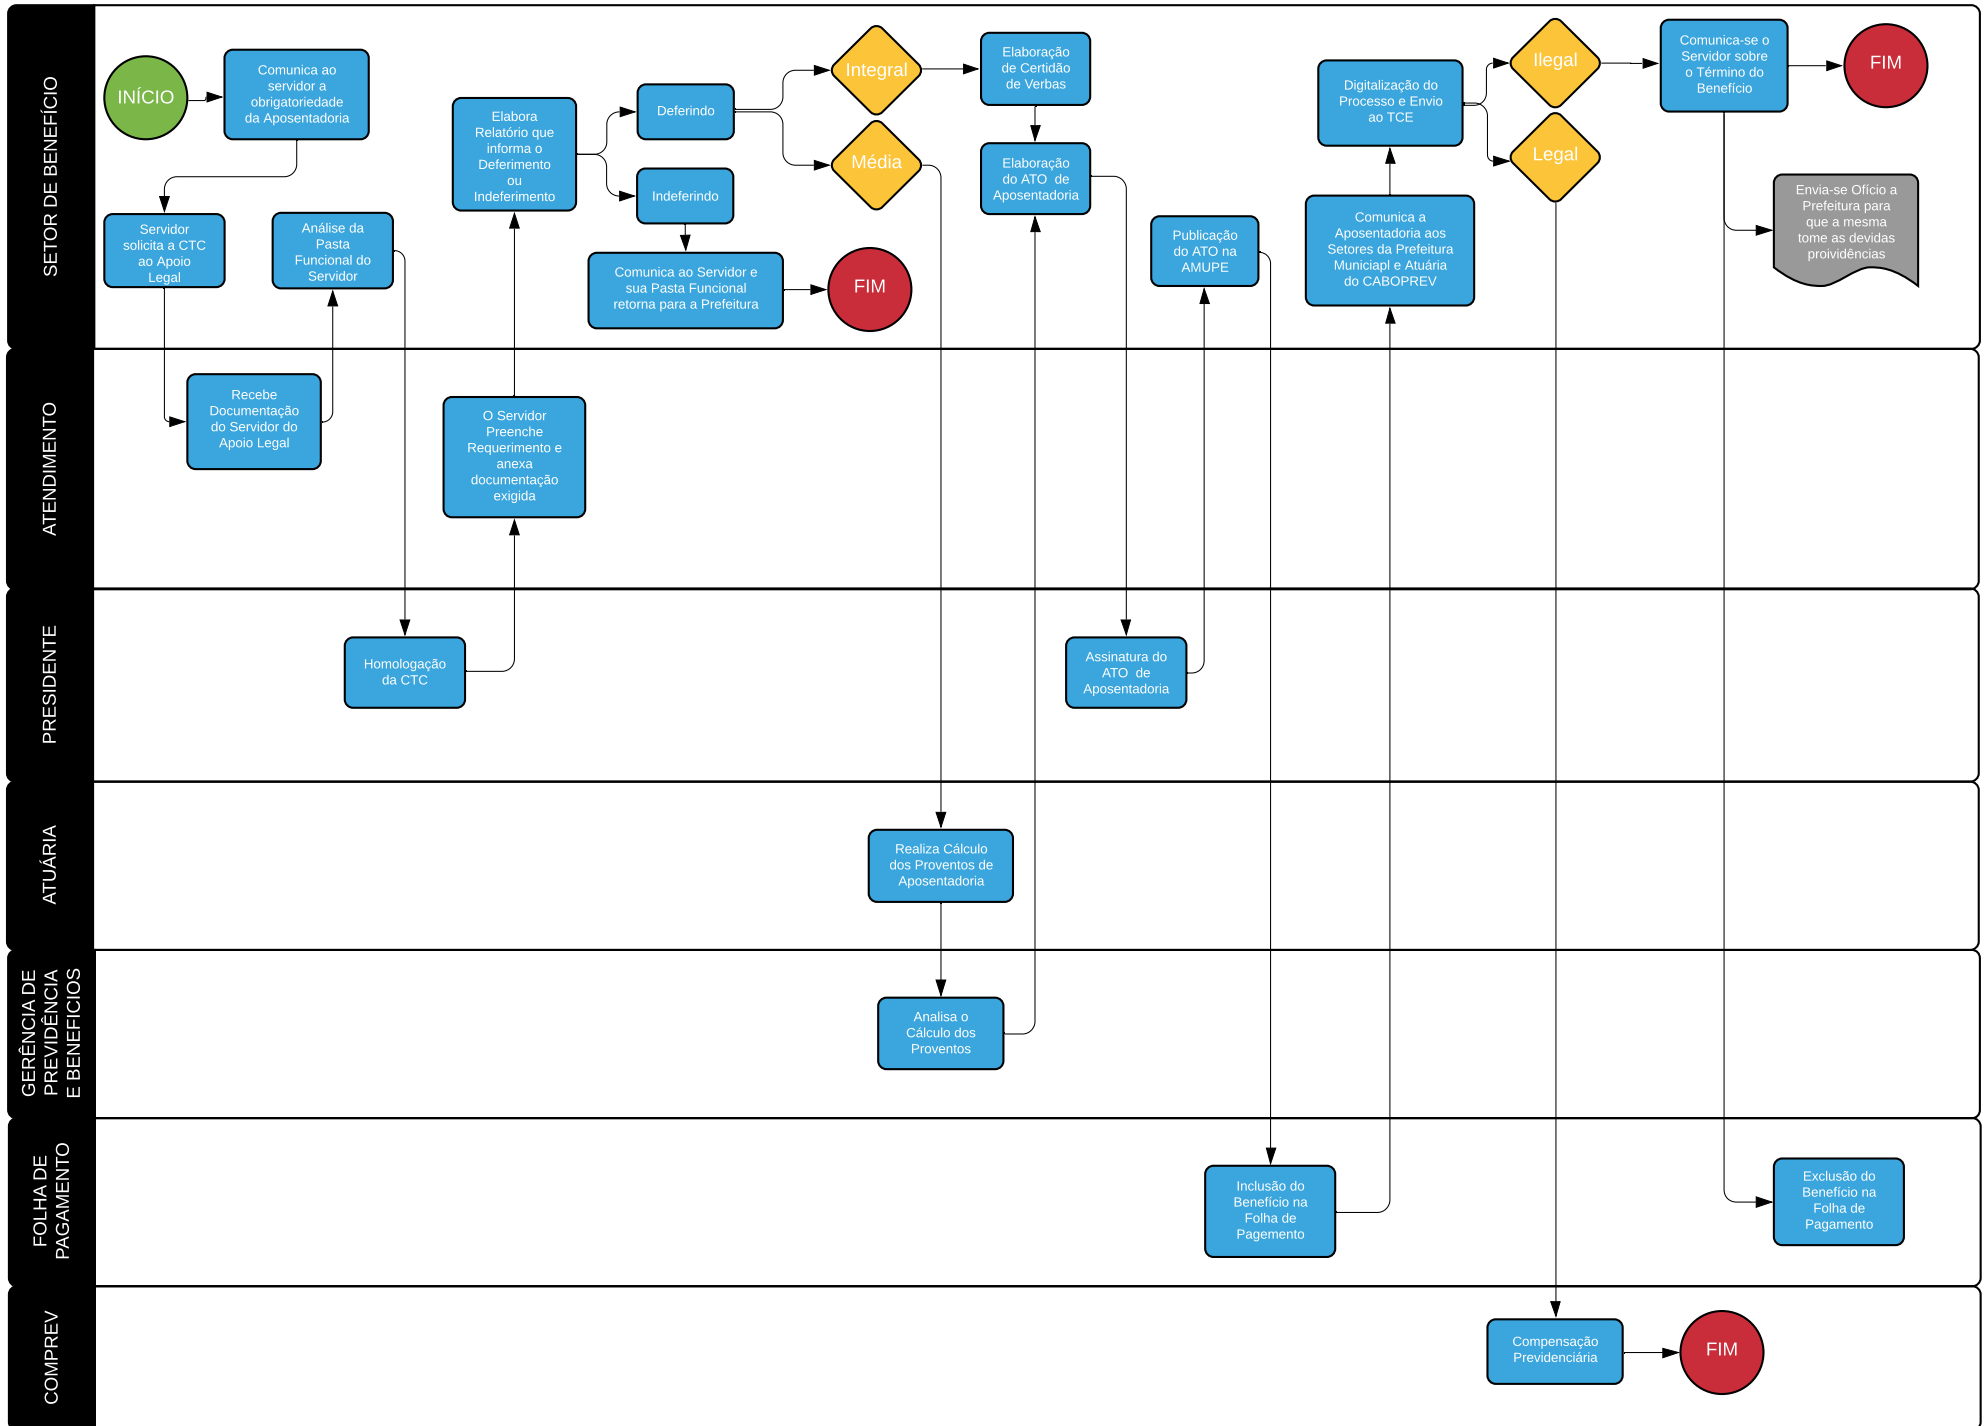 SETOR DE BENEFÍCIO
INÍCIO
Comunica ao
servidor a
obrigatoriedade
da Aposentadoria
Servidor
solicita a CTC
ao Apoio
Legal
Análise da
Pasta
Funcional do
Servidor
Elabora
Relatório que
informa o
Deferimento
ou
Indeferimento
Deferindo
Indeferindo
Comunica ao Servidor e
sua Pasta Funcional
retorna para a Prefeitura
FIM
Integral
Média
Elaboração
de Certidão
de Verbas
Elaboração
do ATO  de
Aposentadoria
Publicação
do ATO na
AMUPE
Digitalização do
Processo e Envio
ao TCE
Comunica a
Aposentadoria aos
Setores da Prefeitura
Municiapl e Atuária
do CABOPREV
Ilegal
Legal
Comunica-se o
Servidor sobre
o Término do
Benefício
FIM
Envia-se Ofício a
Prefeitura para
que a mesma
tome as devidas
proividências
ATENDIMENTO
Recebe
Documentação
do Servidor do
Apoio Legal
O Servidor
Preenche
Requerimento e
anexa
documentação
exigida
PRESIDENTE
Homologação
da CTC
Assinatura do
ATO  de
Aposentadoria
ATUÁRIA
Realiza Cálculo
dos Proventos de
Aposentadoria
GERÊNCIA DE
PREVIDÊNCIA
E BENEFICIOS
Analisa o
Cálculo dos
Proventos
FOLHA DE
PAGAMENTO
Inclusão do
Benefício na
Folha de
Pagemento
Exclusão do
Benefício na
Folha de
Pagamento
COMPREV
Compensação
Previdenciária
FIM